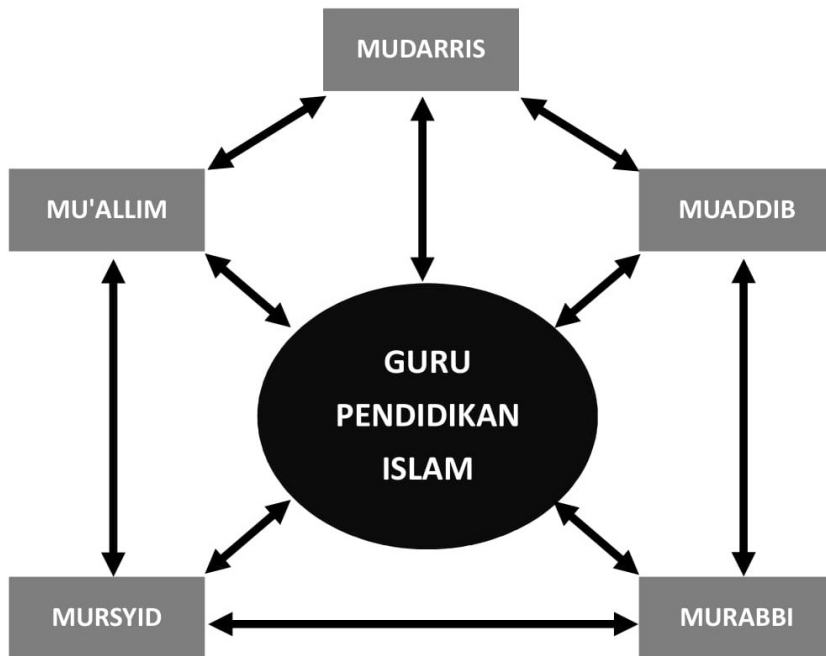 MUDARRIS
MU'ALLIM
MUADDIB
GURU
PENDIDIKAN
ISLAM
MURSYID
MURABBI